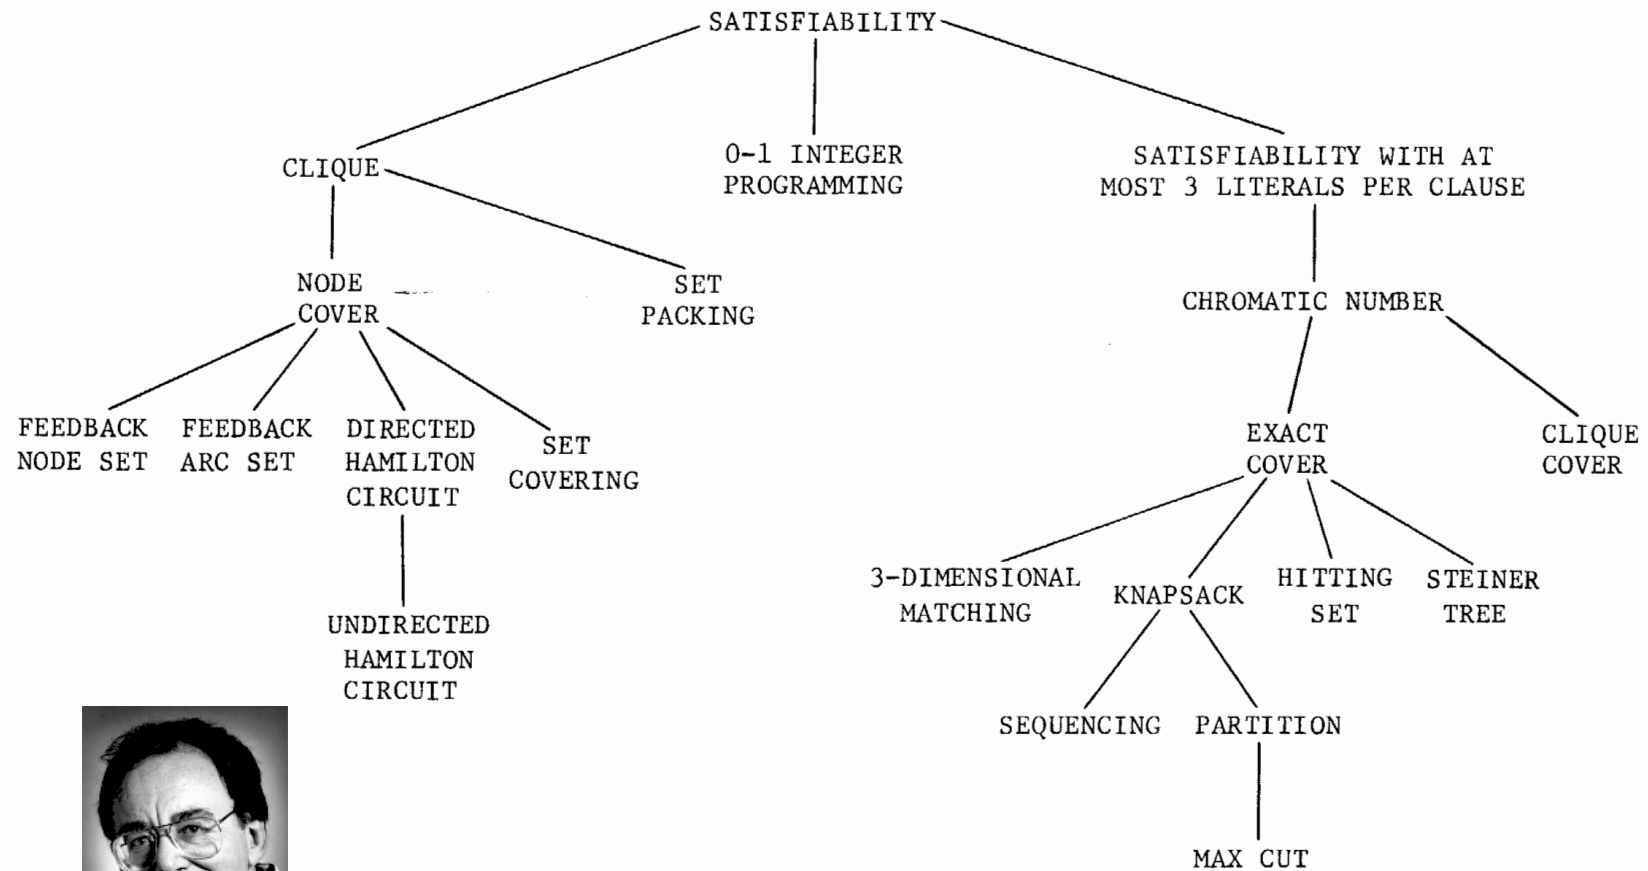 SATISFIABILITY
CLIQUE
0-1 INTEGER
PROGRAMMING
SATISFIABILITY WITH AT
MOST 3 LITERALS PER CLAUSE
NODE
COVER
SET
PACKING
CHROMATIC NUMBER
FEEDBACK
NODE SET
FEEDBACK
ARC SET
DIRECTED
HAMILTON
CIRCUIT
SET
COVERING
EXACT
COVER
CLIQUE
COVER
3-DIMENSIONAL
MATCHING
KNAPSACK
HITTING
SET
STEINER
TREE
UNDIRECTED
HAMILTON
CIRCUIT
SEQUENCING
PARTITION
MAX CUT